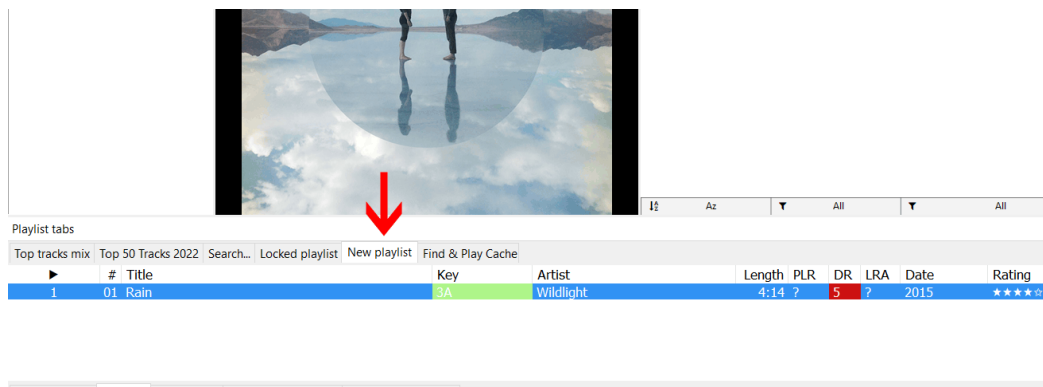 Az All All
Playlist tabs
Top tracks mix Top 50 Tracks 2022 Search... Locked playlist New playlist Find & Play Cache
▶ # Title Key Artist Length PLR DR LRA Date Rating
1 01 Rain 3A Wildlight 4:14 ? 5 ? 2015 ★★★★☆